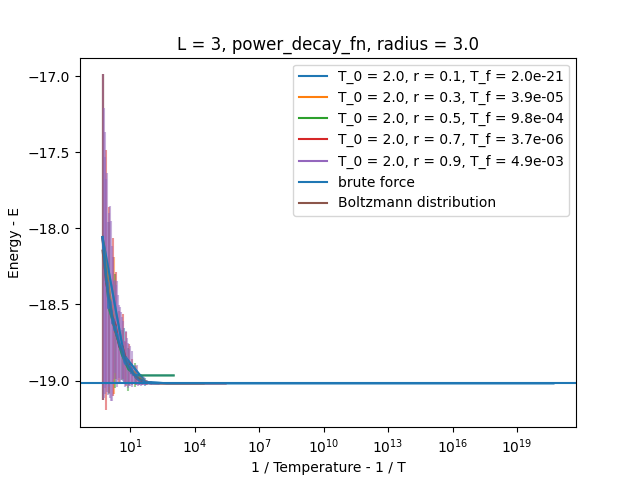 L = 3, power_decay_fn, radius = 3.0
T_0 = 2.0, r = 0.1, T_f = 2.0e-21
T_0 = 2.0, r = 0.3, T_f = 3.9e-05
T_0 = 2.0, r = 0.5, T_f = 9.8e-04
T_0 = 2.0, r = 0.7, T_f = 3.7e-06
T_0 = 2.0, r = 0.9, T_f = 4.9e-03
brute force
Boltzmann distribution
Energy - E
−17.0
−17.5
−18.0
−18.5
−19.0
10¹ 10⁴ 10⁷ 10¹⁰ 10¹³ 10¹⁶ 10¹⁹
1 / Temperature - 1 / T